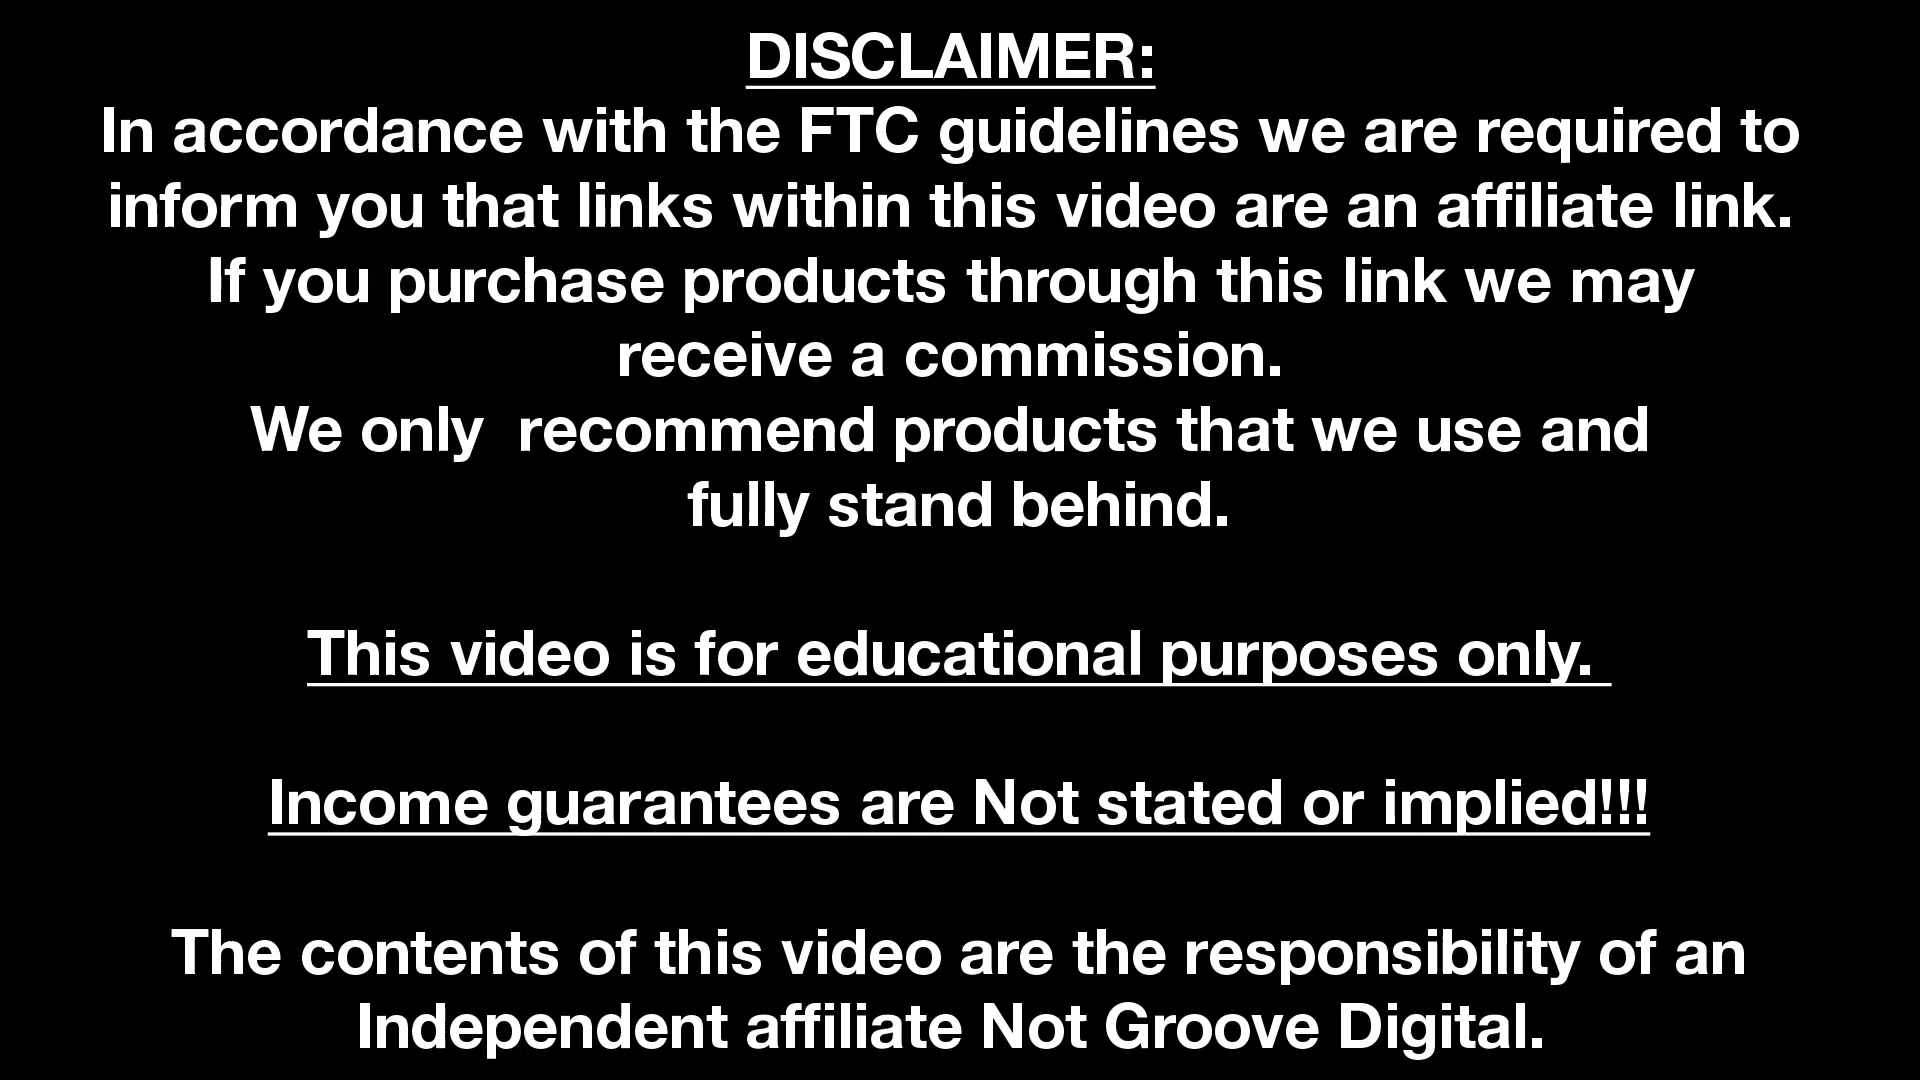 DISCLAIMER:
In accordance with the FTC guidelines we are required to
inform you that links within this video are an affiliate link.
If you purchase products through this link we may
receive a commission.
We only  recommend products that we use and
fully stand behind.
This video is for educational purposes only.
Income guarantees are Not stated or implied!!!
The contents of this video are the responsibility of an
Independent affiliate Not Groove Digital.